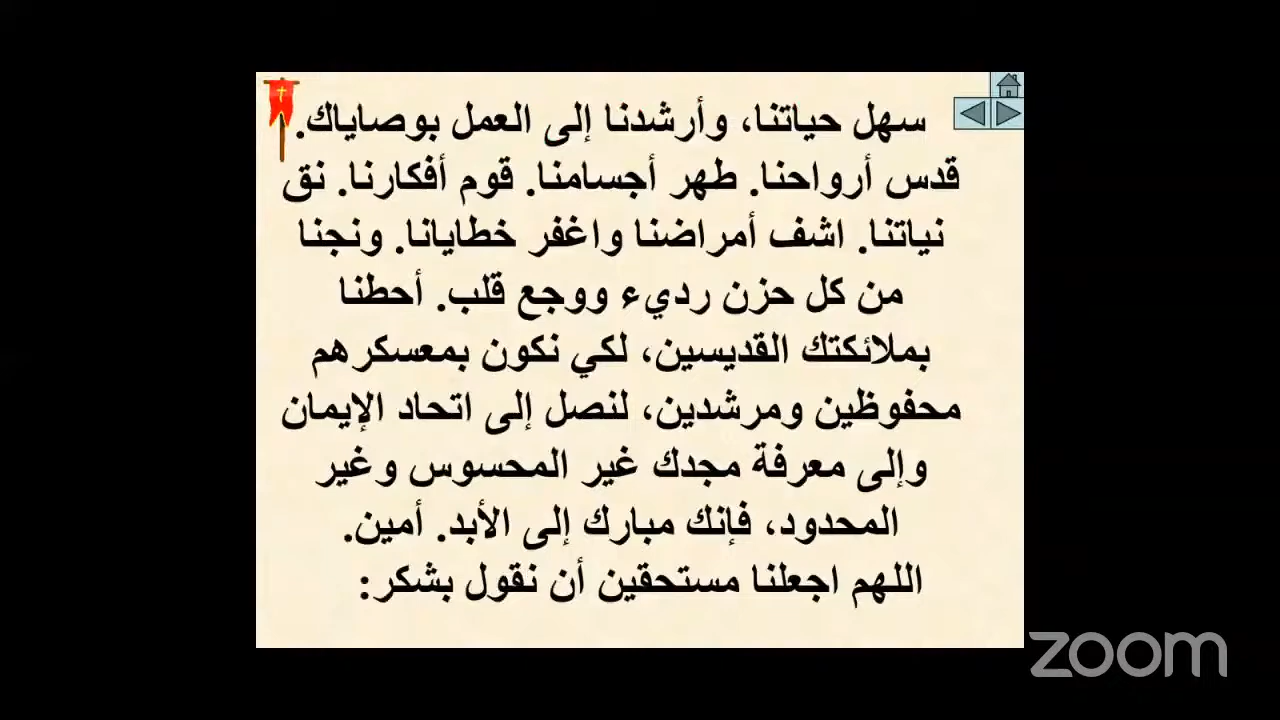 سهل حياتنا، وأرشدنا إلى العمل بوصاياك.
قدس أرواحنا. طهر أجسامنا. قوم أفكارنا. نق
نياتنا. اشف أمراضنا واغفر خطايانا. ونجنا
من كل حزن رديء ووجع قلب. أحطنا
بملائكتك القديسين، لكي نكون بمعسكرهم
محفوظين ومرشدين، لنصل إلى اتحاد الإيمان
وإلى معرفة مجدك غير المحسوس وغير
المحدود، فإنك مبارك إلى الأبد. أمين.
اللهم اجعلنا مستحقين أن نقول بشكر:
zoom